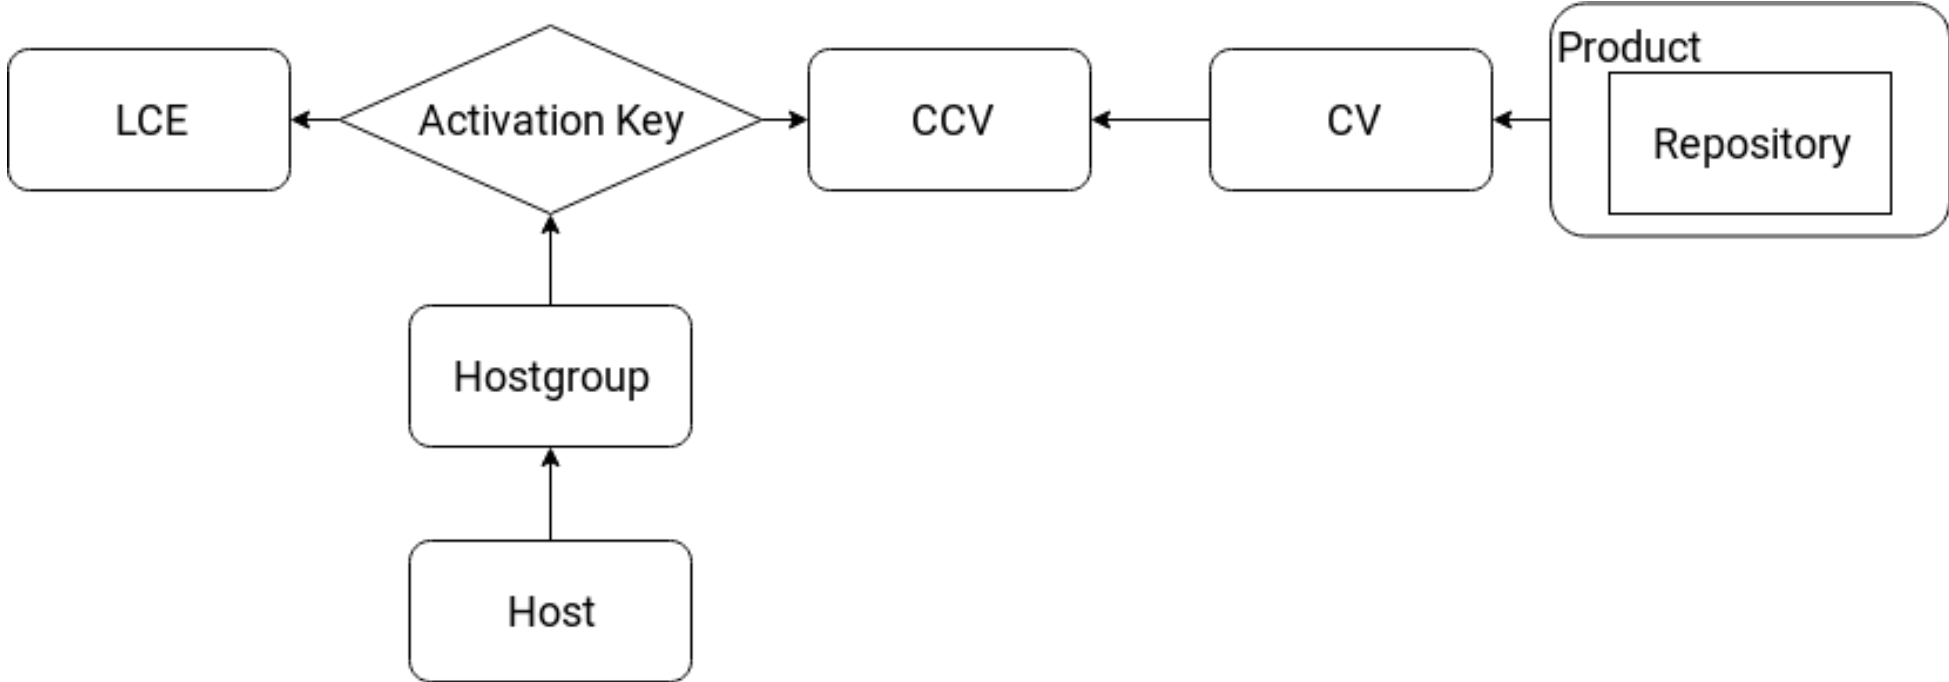 LCE
Activation Key
CCV
CV
Product
Repository
Hostgroup
Host